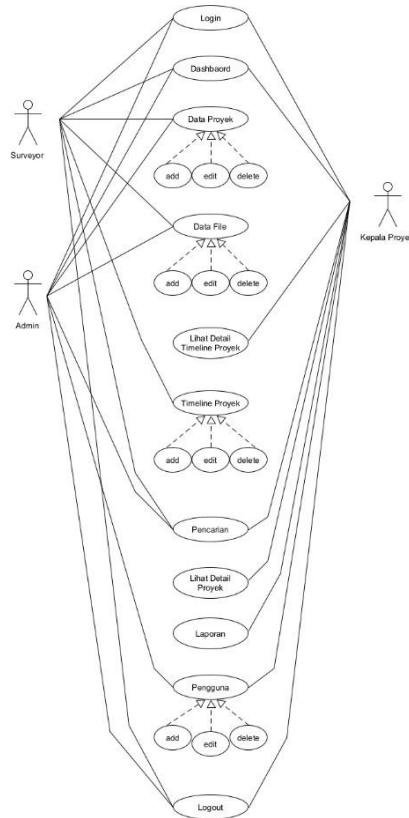 Login
Dashbaord
Surveyor
Data Proyek
add
edit
delete
Data File
Kepala Proye
add
edit
delete
Admin
Lihat Detail
Timeline Proyek
Timeline Proyek
add
edit
delete
Pencarian
Lihat Detail
Proyek
Laporan
Pengguna
add
edit
delete
Logout